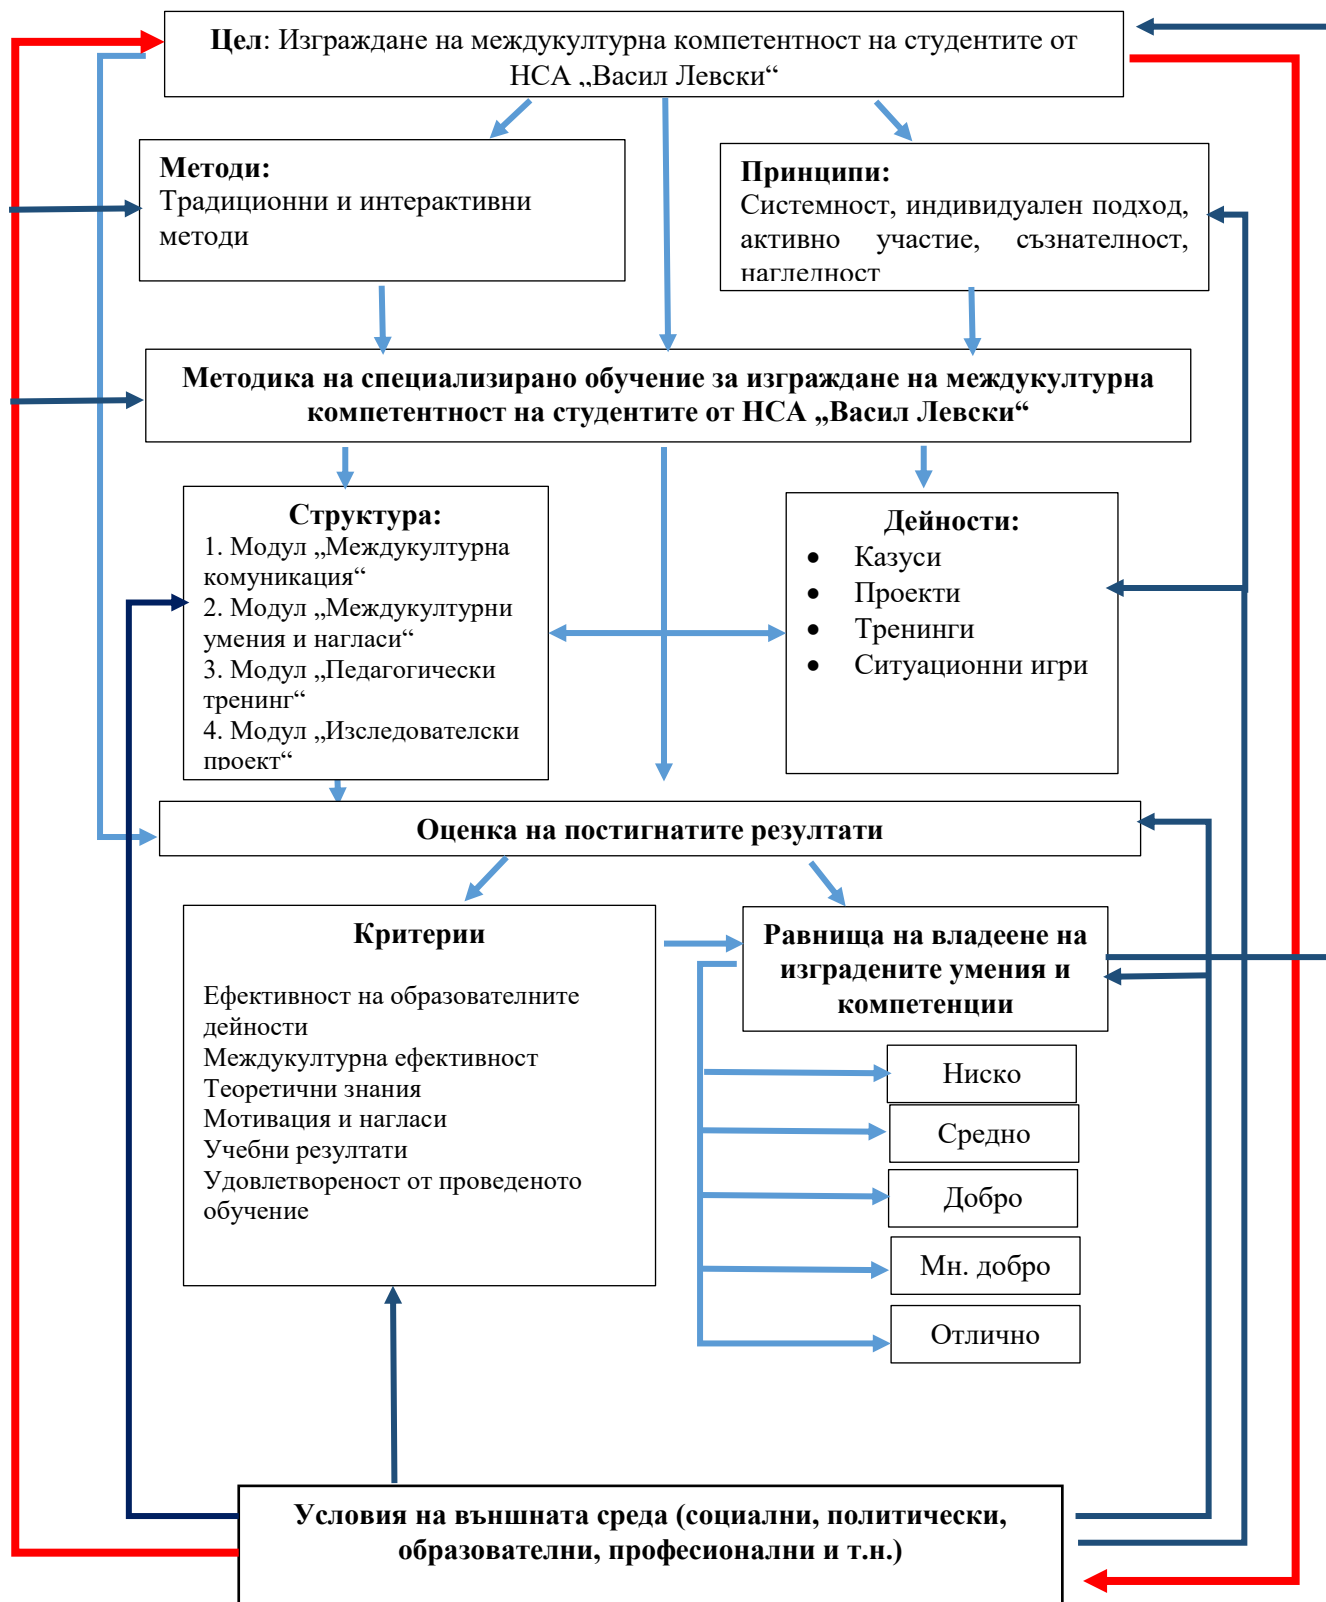 Цел: Изграждане на междукултурна компетентност на студентите от
НСА „Васил Левски“
Методи:
Традиционни и интерактивни
методи
Принципи:
Системност, индивидуален подход,
активно участие, съзнателност,
нагледност
Методика на специализирано обучение за изграждане на междукултурна
компетентност на студентите от НСА „Васил Левски“
Структура:
1. Модул „Междукултурна
комуникация“
2. Модул „Междукултурни
умения и нагласи“
3. Модул „Педагогически
тренинг“
4. Модул „Изследователски
проект“
Дейности:
• Казуси
• Проекти
• Тренинги
• Ситуационни игри
Оценка на постигнатите резултати
Критерии
Ефективност на образователните
дейности
Междукултурна ефективност
Теоретични знания
Мотивация и нагласи
Учебни резултати
Удовлетвореност от проведеното
обучение
Равнища на владеене на
изградените умения и
компетенции
Ниско
Средно
Добро
Мн. добро
Отлично
Условия на външната среда (социални, политически,
образователни, професионални и т.н.)